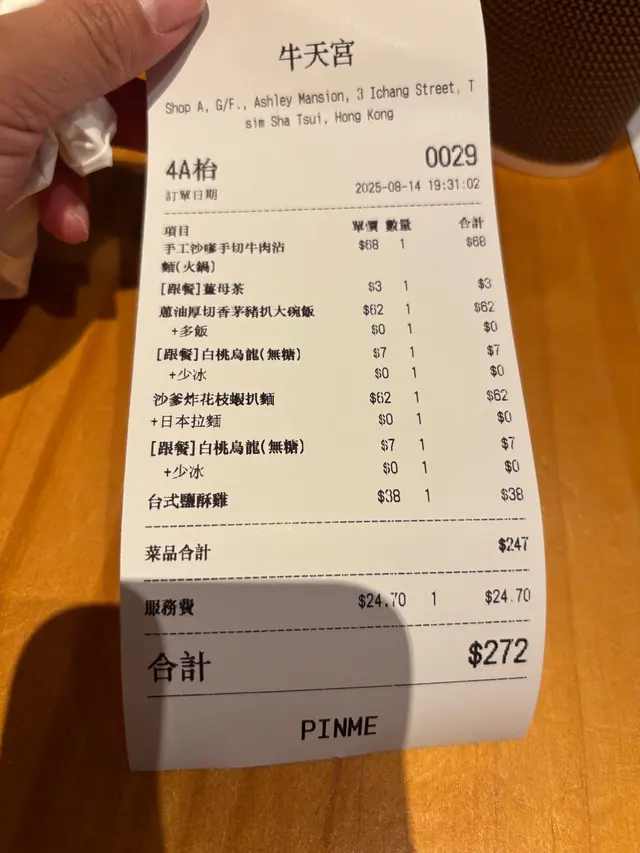 牛天宮
Shop A, G/F., Ashley Mansion, 3 Ichang Street, T
sim Sha Tsui, Hong Kong
4A枱 0029
訂單日期 2025-08-14 19:31:02
項目 單價 數量 合計
手工沙嗲手切牛肉沾 $68 1 $68
麵(火鍋)
[跟餐]薑母茶 $3 1 $3
蔥油厚切香茅豬扒大碗飯 $62 1 $62
+多飯 $0 1 $0
[跟餐]白桃烏龍(無糖) $7 1 $7
+少冰 $0 1 $0
沙爹炸花枝蝦扒麵 $62 1 $62
+日本拉麵 $0 1 $0
[跟餐]白桃烏龍(無糖) $7 1 $7
+少冰 $0 1 $0
台式鹽酥雞 $38 1 $38
菜品合計 $247
服務費 $24.70 1 $24.70
合計 $272
PINME